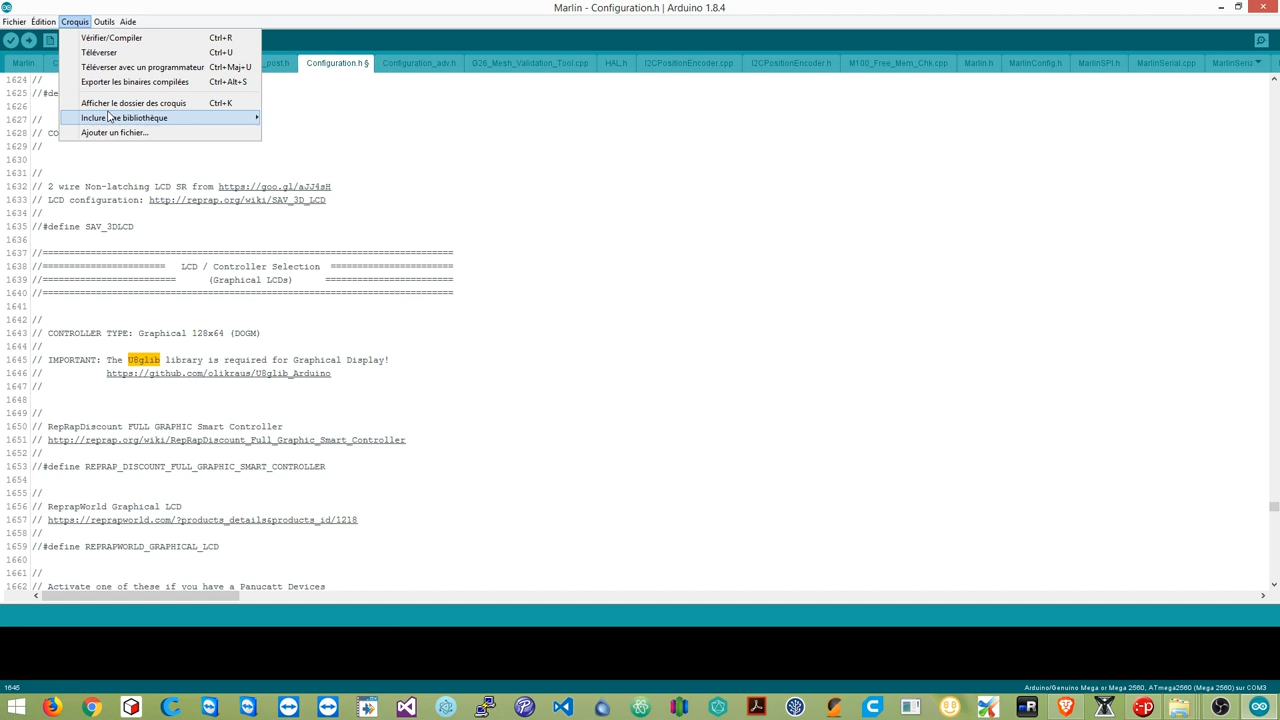 Marlin - Configuration.h | Arduino 1.8.4
Fichier Édition Croquis Outils Aide
Vérifier/Compiler Ctrl+R
Téléverser Ctrl+U
Téléverser avec un programmateur Ctrl+Maj+U
Exporter les binaires compilées Ctrl+Alt+S
Afficher le dossier des croquis Ctrl+K
Inclure une bibliothèque
Ajouter un fichier...
Marlin _post.h Configuration.h § Configuration_adv.h G26_Mesh_Validation_Tool.cpp HAL.h I2CPositionEncoder.cpp I2CPositionEncoder.h M100_Free_Mem_Chk.cpp Marlin.h MarlinConfig.h MarlinSPI.h MarlinSerial.cpp MarlinSeria
1624 //
1625 //#de
1626
1627 //
1628 // CO
1629 //
1630
1631 //
1632 // 2 wire Non-latching LCD SR from https://goo.gl/aJJ4sH
1633 // LCD configuration: http://reprap.org/wiki/SAV_3D_LCD
1634 //
1635 //#define SAV_3DLCD
1636
1637 //=============================================================================
1638 //======================= LCD / Controller Selection =======================
1639 //========================= (Graphical LCDs) ========================
1640 //=============================================================================
1641
1642 //
1643 // CONTROLLER TYPE: Graphical 128x64 (DOGM)
1644 //
1645 // IMPORTANT: The U8glib library is required for Graphical Display!
1646 // https://github.com/olikraus/U8glib_Arduino
1647 //
1648
1649 //
1650 // RepRapDiscount FULL GRAPHIC Smart Controller
1651 // http://reprap.org/wiki/RepRapDiscount_Full_Graphic_Smart_Controller
1652 //
1653 //#define REPRAP_DISCOUNT_FULL_GRAPHIC_SMART_CONTROLLER
1654
1655 //
1656 // ReprapWorld Graphical LCD
1657 // https://reprapworld.com/?products_details&products_id/1218
1658 //
1659 //#define REPRAPWORLD_GRAPHICAL_LCD
1660
1661 //
1662 // Activate one of these if you have a Panucatt Devices
1645 Arduino/Genuino Mega or Mega 2560, ATmega2560 (Mega 2560) sur COM3